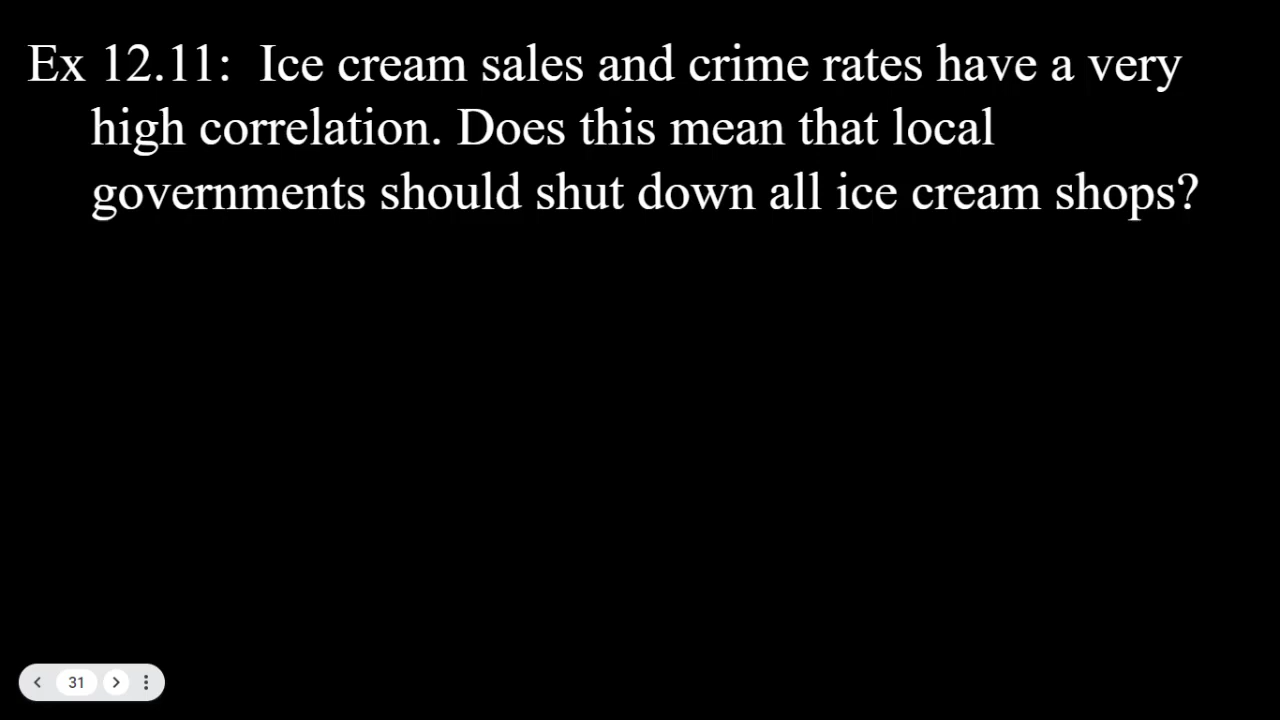 Ex 12.11: Ice cream sales and crime rates have a very
high correlation. Does this mean that local
governments should shut down all ice cream shops?
31